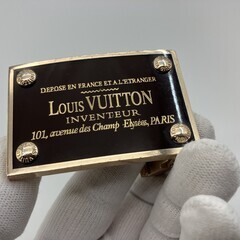 DEPOSE EN FRANCE ET A L'ETRANGER
LOUIS VUITTON
INVENTEUR
101, avenue des Champ Elysées, PARIS